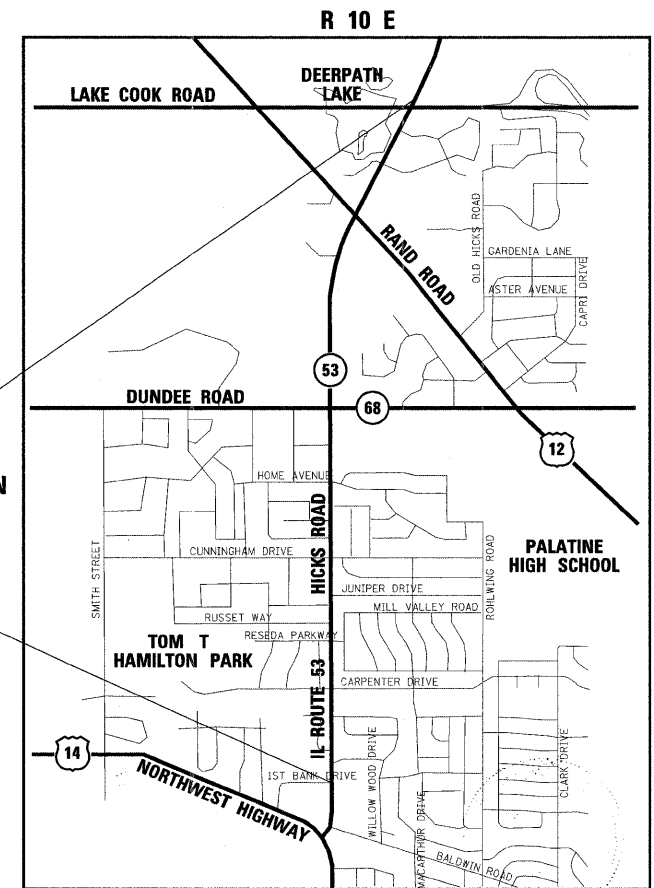 R 10 E
LAKE COOK ROAD
DEERPATH
LAKE
RAND ROAD
OLD HICKS ROAD
GARDENIA LANE
ASTER AVENUE
CAPRI DRIVE
53
DUNDEE ROAD
68
12
N
HOME AVENUE
HICKS ROAD
CUNNINGHAM DRIVE
SMITH STREET
JUNIPER DRIVE
ROHLWING ROAD
PALATINE
HIGH SCHOOL
MILL VALLEY ROAD
RUSSET WAY
RESEDA PARKWAY
TOM T
HAMILTON PARK
CARPENTER DRIVE
IL ROUTE 53
14
NORTHWEST HIGHWAY
1ST BANK DRIVE
WILLOW WOOD DRIVE
CLARK DRIVE
MACARTHUR DRIVE
BALDWIN ROAD